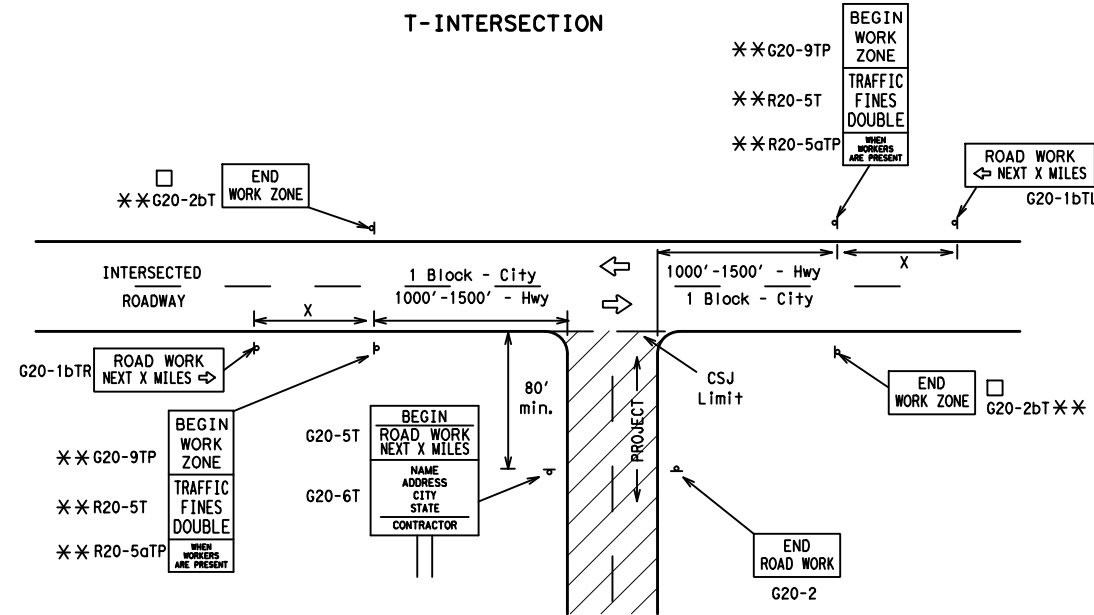 T-INTERSECTION
BEGIN
WORK
ZONE
TRAFFIC
FINES
DOUBLE
WHEN
WORKERS
ARE PRESENT
**G20-9TP
**R20-5T
**R20-5aTP
ROAD WORK
⇦ NEXT X MILES
G20-1bTL
□
**G20-2bT
END
WORK ZONE
INTERSECTED
ROADWAY
X
1 Block - City
1000'-1500' - Hwy
⇦
⇨
1000'-1500' - Hwy
1 Block - City
X
G20-1bTR
ROAD WORK
NEXT X MILES ⇨
80'
min.
CSJ
Limit
PROJECT
END
WORK ZONE
□
G20-2bT **
** G20-9TP
** R20-5T
** R20-5aTP
BEGIN
WORK
ZONE
TRAFFIC
FINES
DOUBLE
WHEN
WORKERS
ARE PRESENT
G20-5T
G20-6T
BEGIN
ROAD WORK
NEXT X MILES
NAME
ADDRESS
CITY
STATE
CONTRACTOR
END
ROAD WORK
G20-2